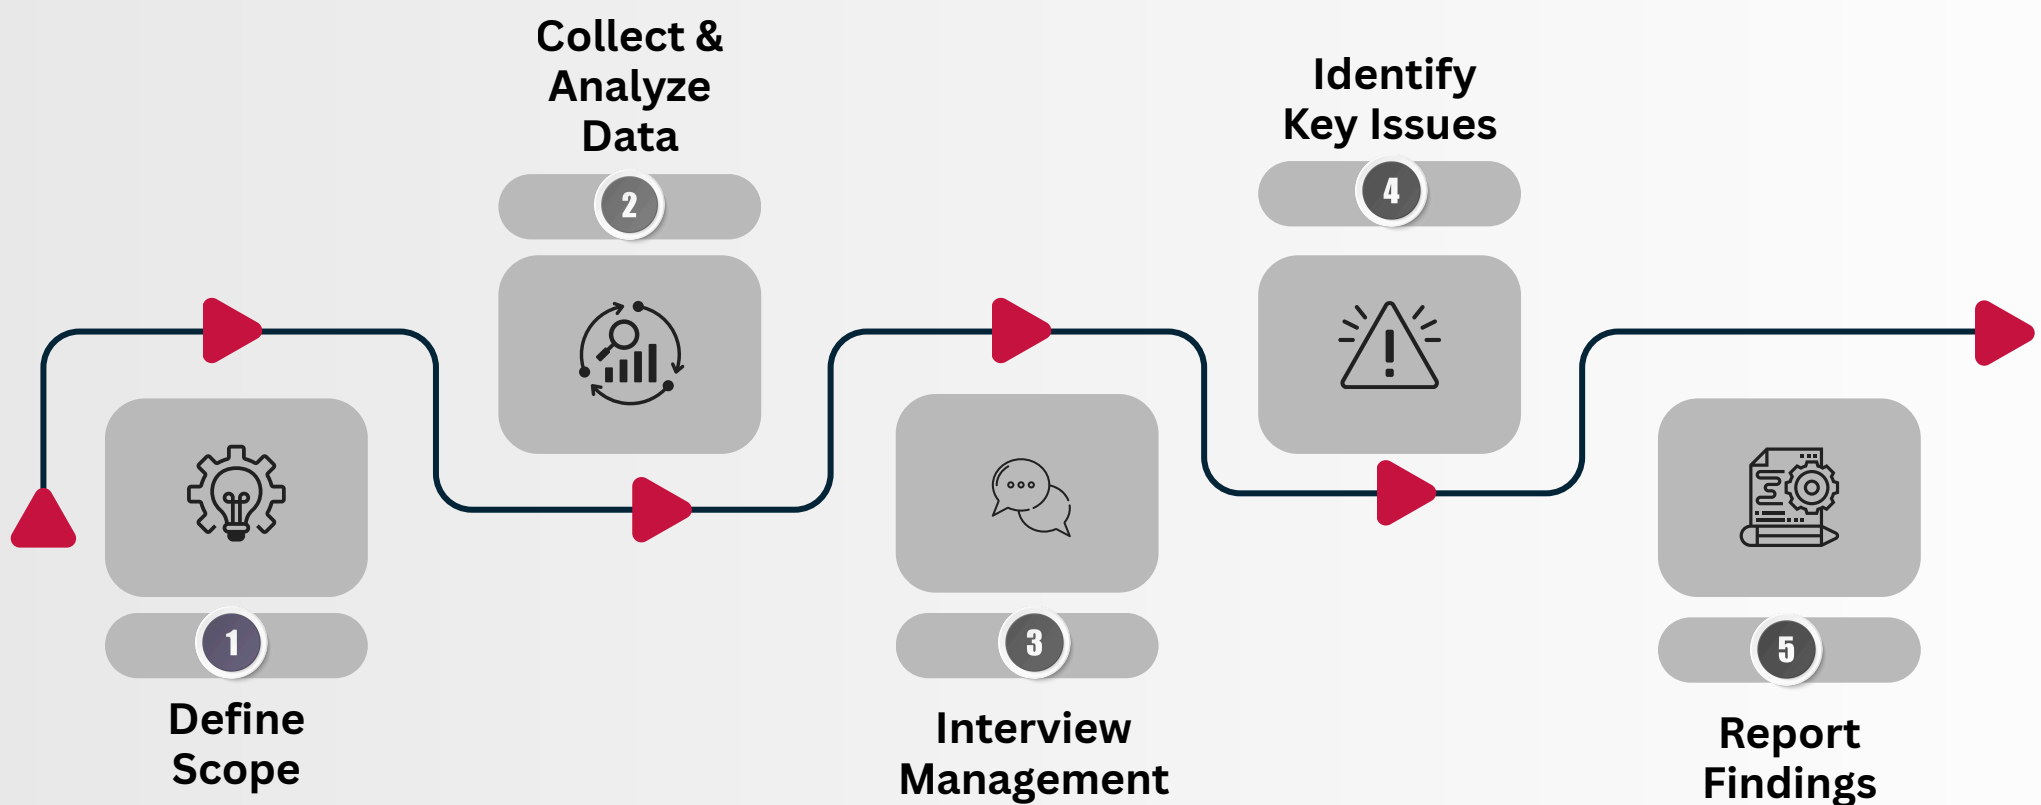 1
Define
Scope
Collect &
Analyze
Data
2
3
Interview
Management
Identify
Key Issues
4
5
Report
Findings